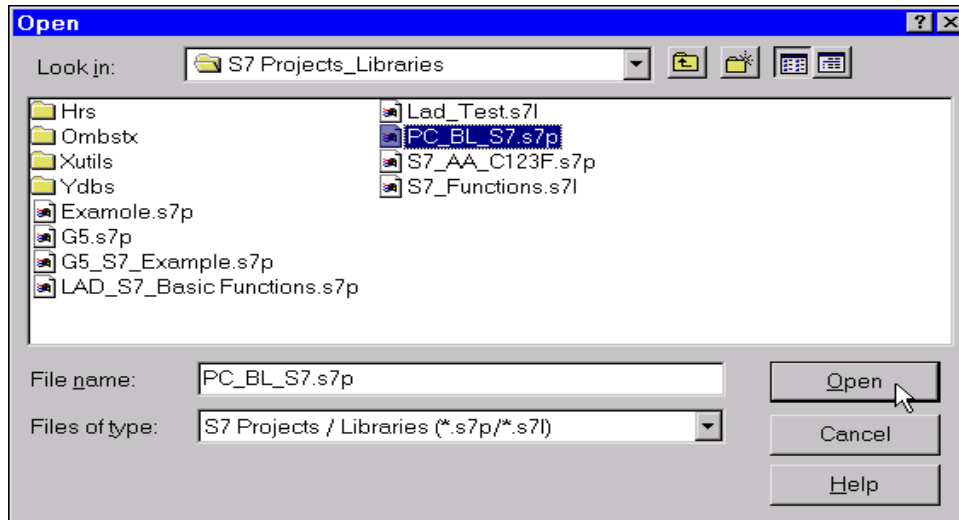 Open
Look in:
S7 Projects_Libraries
Hrs
Ombstx
Xutils
Ydbs
Examole.s7p
G5.s7p
G5_S7_Example.s7p
LAD_S7_Basic Functions.s7p
Lad_Test.s7l
PC_BL_S7.s7p
S7_AA_C123F.s7p
S7_Functions.s7l
File name:
PC_BL_S7.s7p
Open
Files of type:
S7 Projects / Libraries (*.s7p/*.s7l)
Cancel
Help